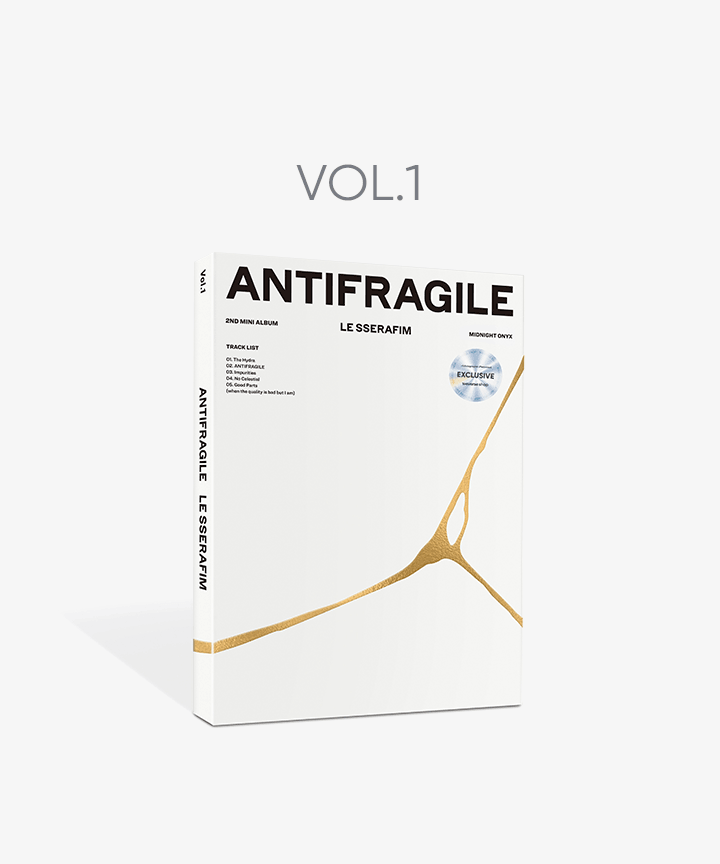 VOL.1
Vol.1
ANTIFRAGILE LE SSERAFIM
ANTIFRAGILE
2ND MINI ALBUM
LE SSERAFIM
MIDNIGHT ONYX
TRACK LIST
01. The Hydra
02. ANTIFRAGILE
03. Impurities
04. No Celestial
05. Good Parts
(when the quality is bad but I am)
EXCLUSIVE